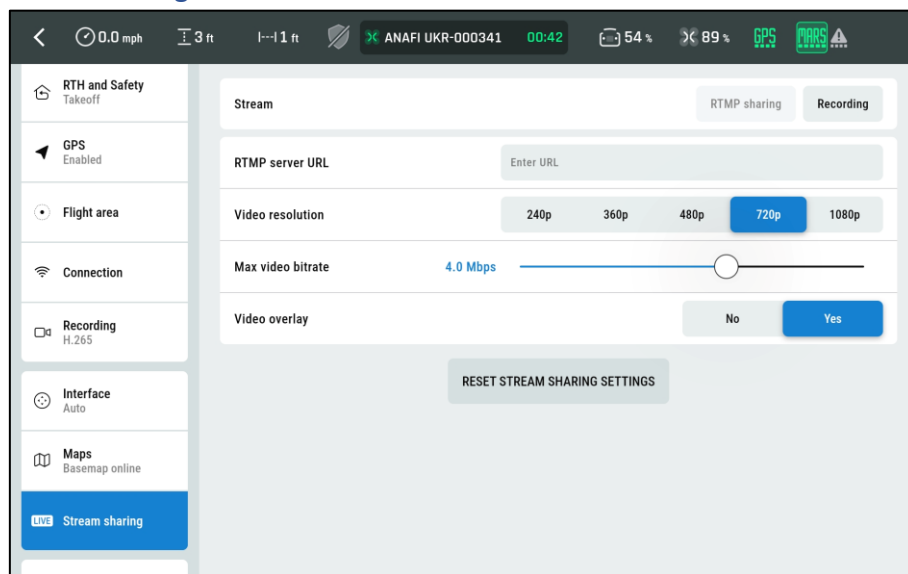 0.0 mph 3 ft 1 ft ANAFI UKR-000341 00:42 54 % 89 % GPS MARS
RTH and Safety
Takeoff
GPS
Enabled
Flight area
Connection
Recording
H.265
Interface
Auto
Maps
Basemap online
LIVE Stream sharing
Stream RTMP sharing Recording
RTMP server URL Enter URL
Video resolution 240p 360p 480p 720p 1080p
Max video bitrate 4.0 Mbps
Video overlay No Yes
RESET STREAM SHARING SETTINGS